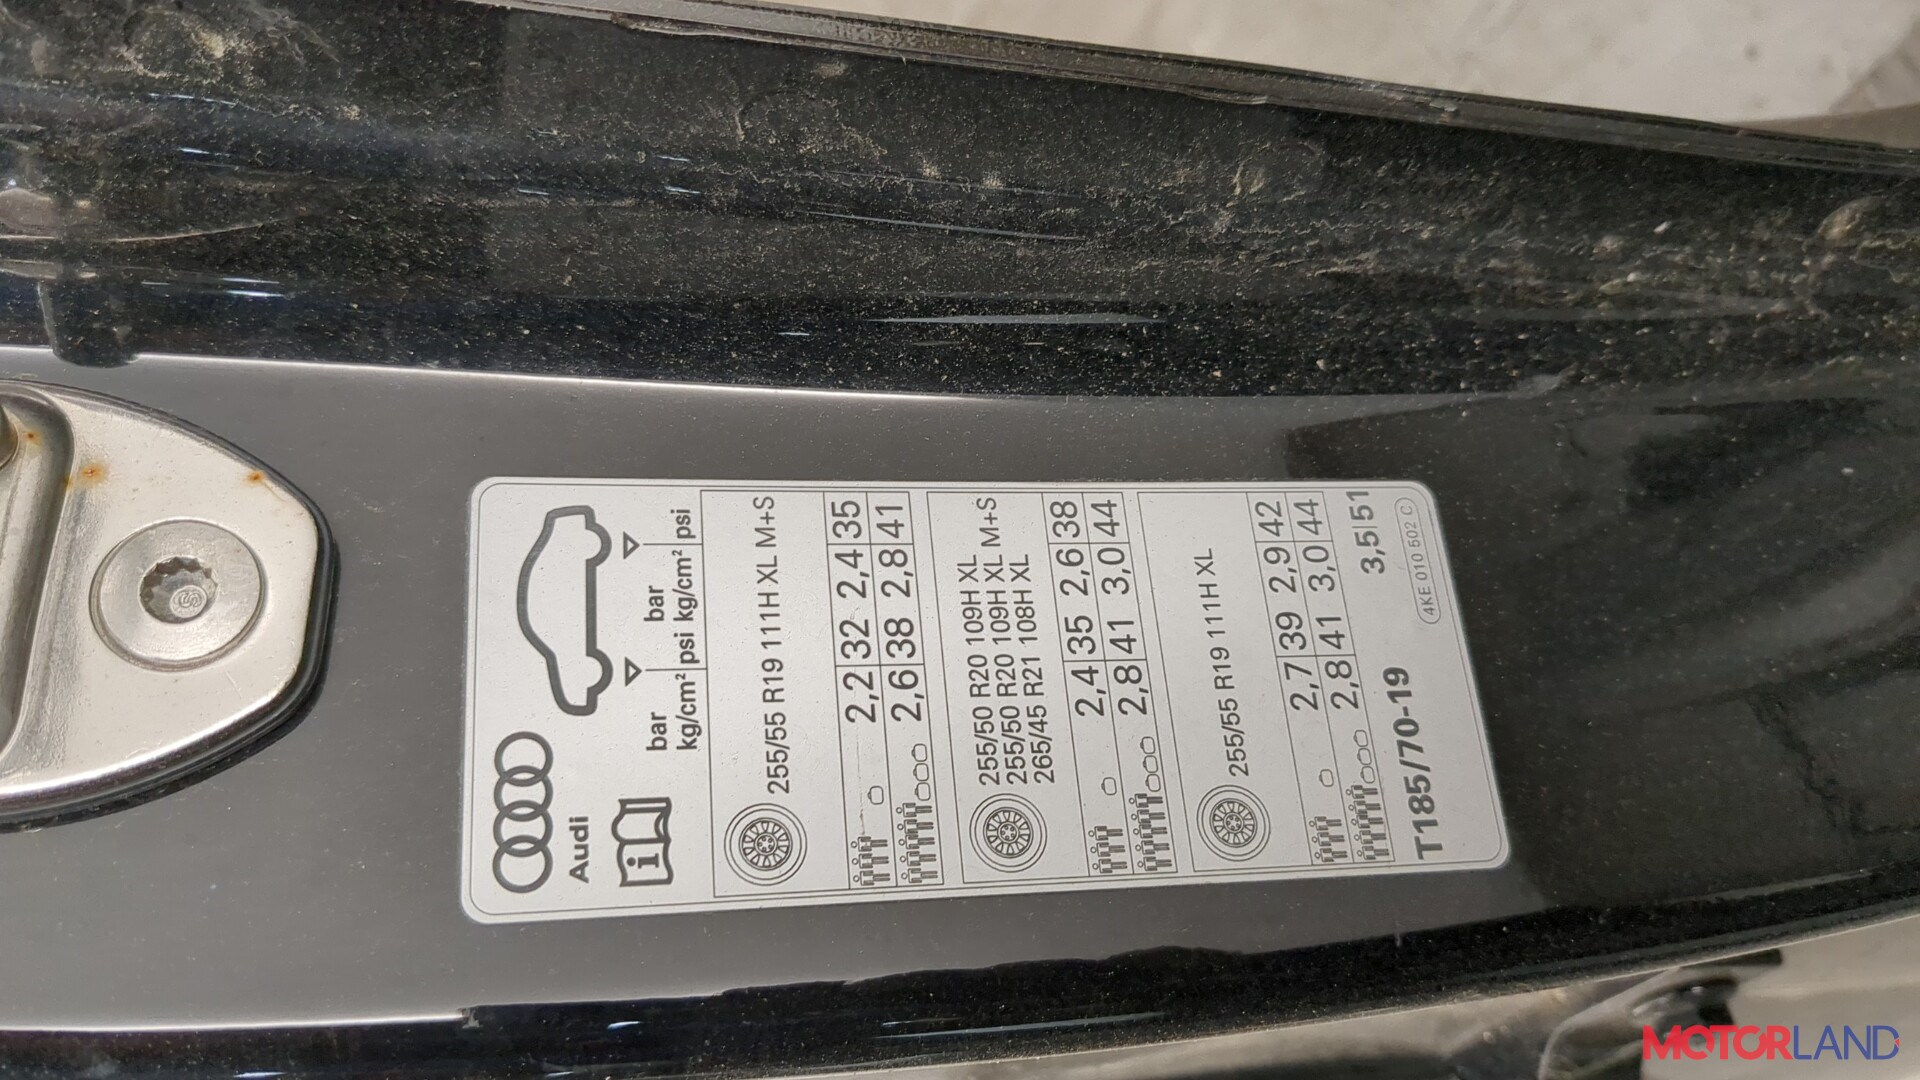 Audi
bar
kg/cm²
psi
bar
kg/cm²
psi
255/55 R19 111H XL M+S
2,2 32 2,4 35
2,6 38 2,8 41
255/50 R20 109H XL
255/50 R20 109H XL M+S
265/45 R21 108H XL
2,4 35 2,6 38
2,8 41 3,0 44
255/55 R19 111H XL
2,7 39 2,9 42
2,8 41 3,0 44
T185/70-19 3,5 51
4KE 010 502 C
MOTORLAND